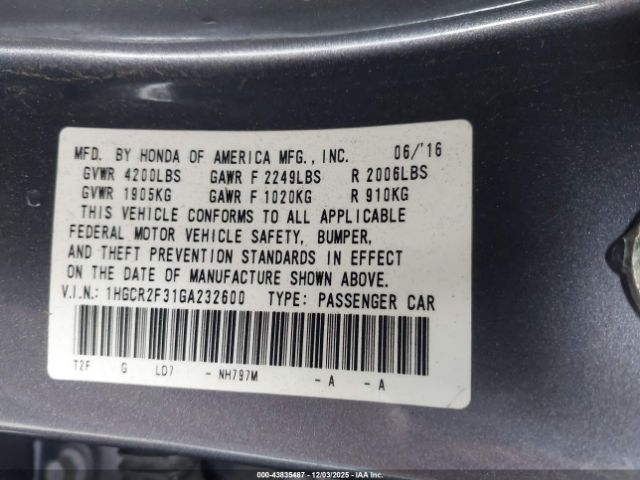 MFD. BY HONDA OF AMERICA MFG., INC. 06/'16
GVWR 4200LBS GAWR F 2249LBS R 2006LBS
GVWR 1905KG GAWR F 1020KG R 910KG
THIS VEHICLE CONFORMS TO ALL APPLICABLE
FEDERAL MOTOR VEHICLE SAFETY, BUMPER,
AND THEFT PREVENTION STANDARDS IN EFFECT
ON THE DATE OF MANUFACTURE SHOWN ABOVE.
V.I.N.: 1HGCR2F31GA232600 TYPE: PASSENGER CAR
T2F G LD7 - NH797M - A - A
000-43835487 - 12/03/2025 - IAAI.COM